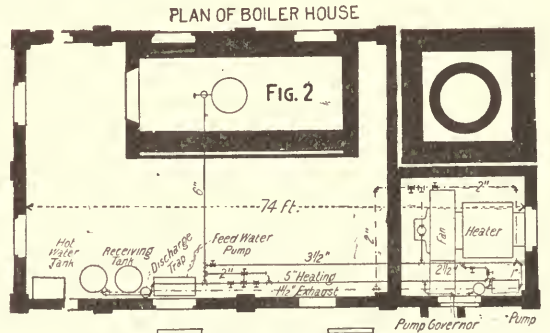 PLAN OF BOILER HOUSE
FIG. 2
6"
74 ft.
2"
2"
Fan
Heater
Hot
Water
Tank
Receiving
Tank
Discharge
Trap
Feed Water
Pump
3½"
2"
5" Heating
1½" Exhaust
2½"
1"
Pump Governor
Pump